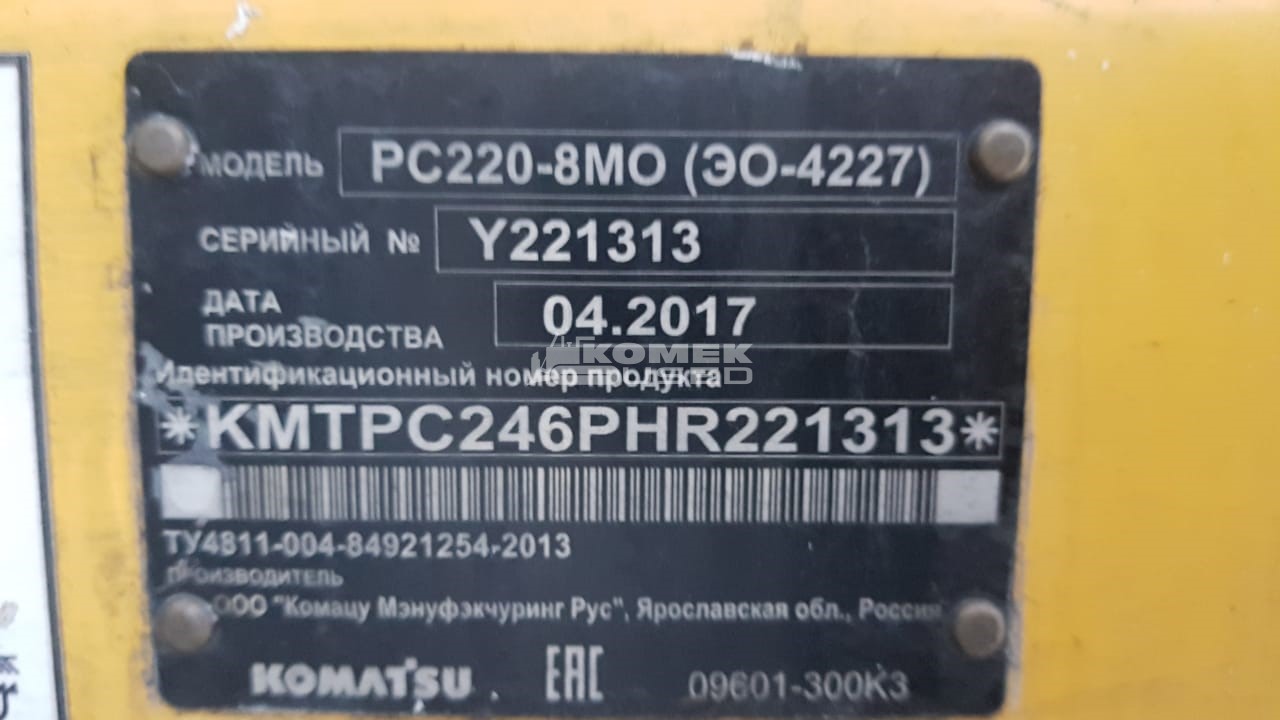 МОДЕЛЬ PC220-8MO (ЭО-4227)
СЕРИЙНЫЙ № Y221313
ДАТА
ПРОИЗВОДСТВА 04.2017
KOMEK
Идентификационный номер продукта
*KMTPC246PHR221313*
ТУ4811-004-84921254-2013
ПРОИЗВОДИТЕЛЬ
ООО "Комацу Мэнуфэкчуринг Рус", Ярославская обл., Россия
KOMATSU EAC 09601-300K3